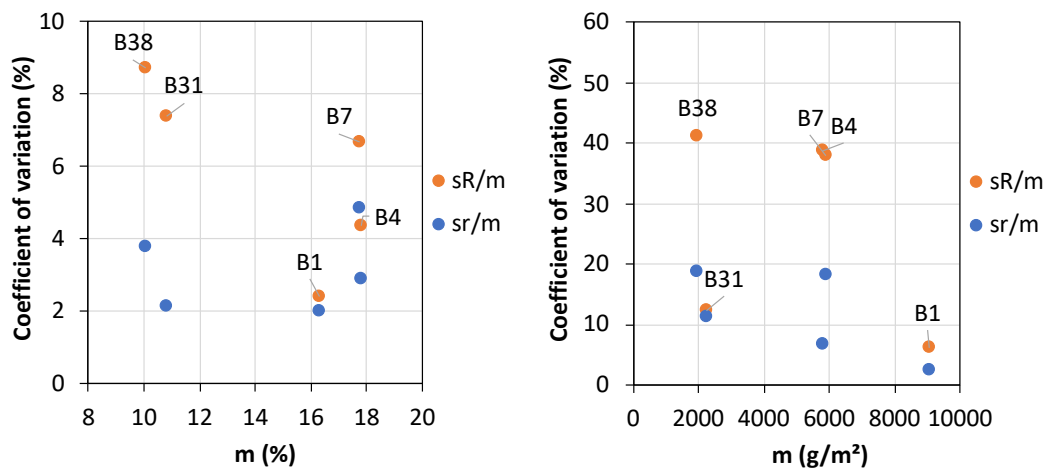 Coefficient of variation (%)
10
8
6
4
2
0
B38
B31
B7
B4
B1
8 10 12 14 16 18 20
m (%)
sR/m
sr/m
Coefficient of variation (%)
60
50
40
30
20
10
0
B38
B7
B4
B31
B1
0 2000 4000 6000 8000 10000
m (g/m²)
sR/m
sr/m